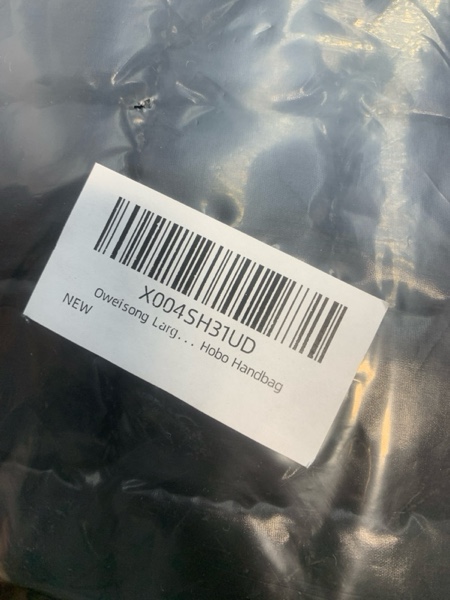 X004SH31UD
Oweisong Larg... Hobo Handbag
NEW